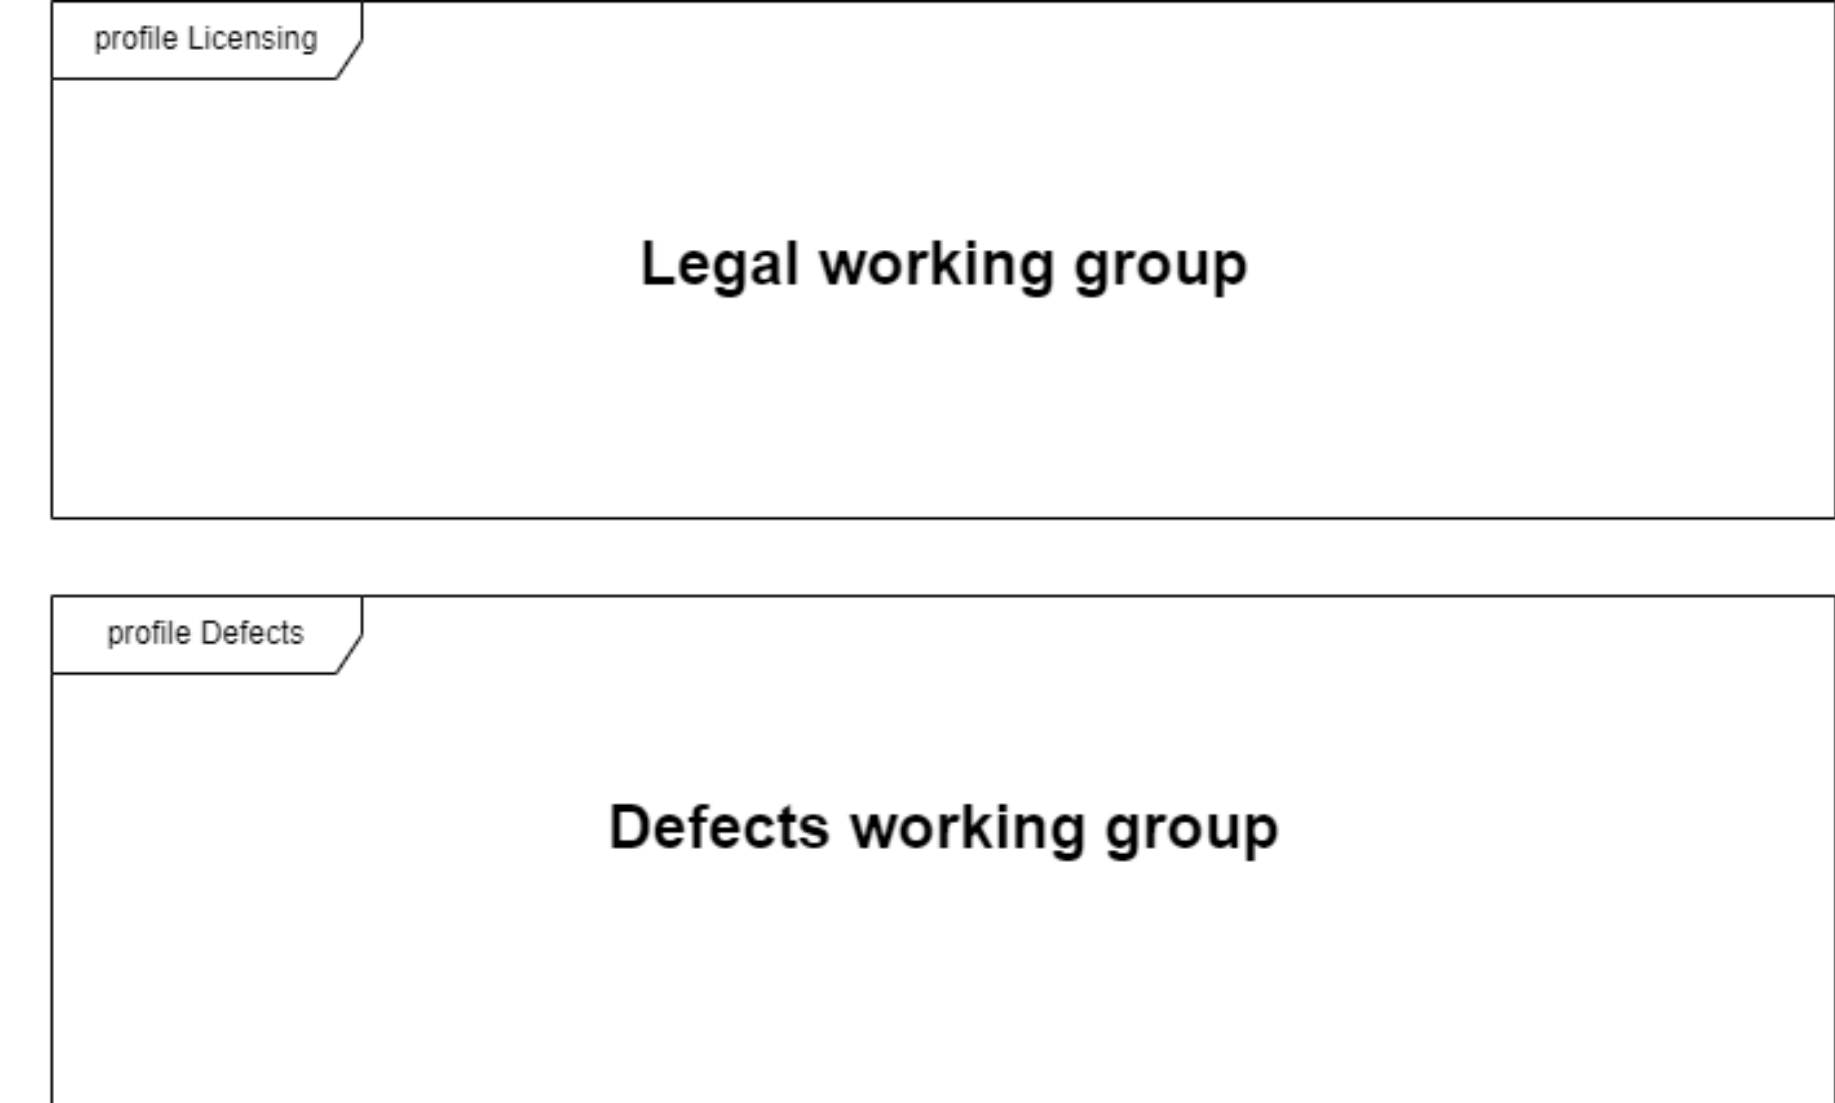 profile Licensing
Legal working group
profile Defects
Defects working group